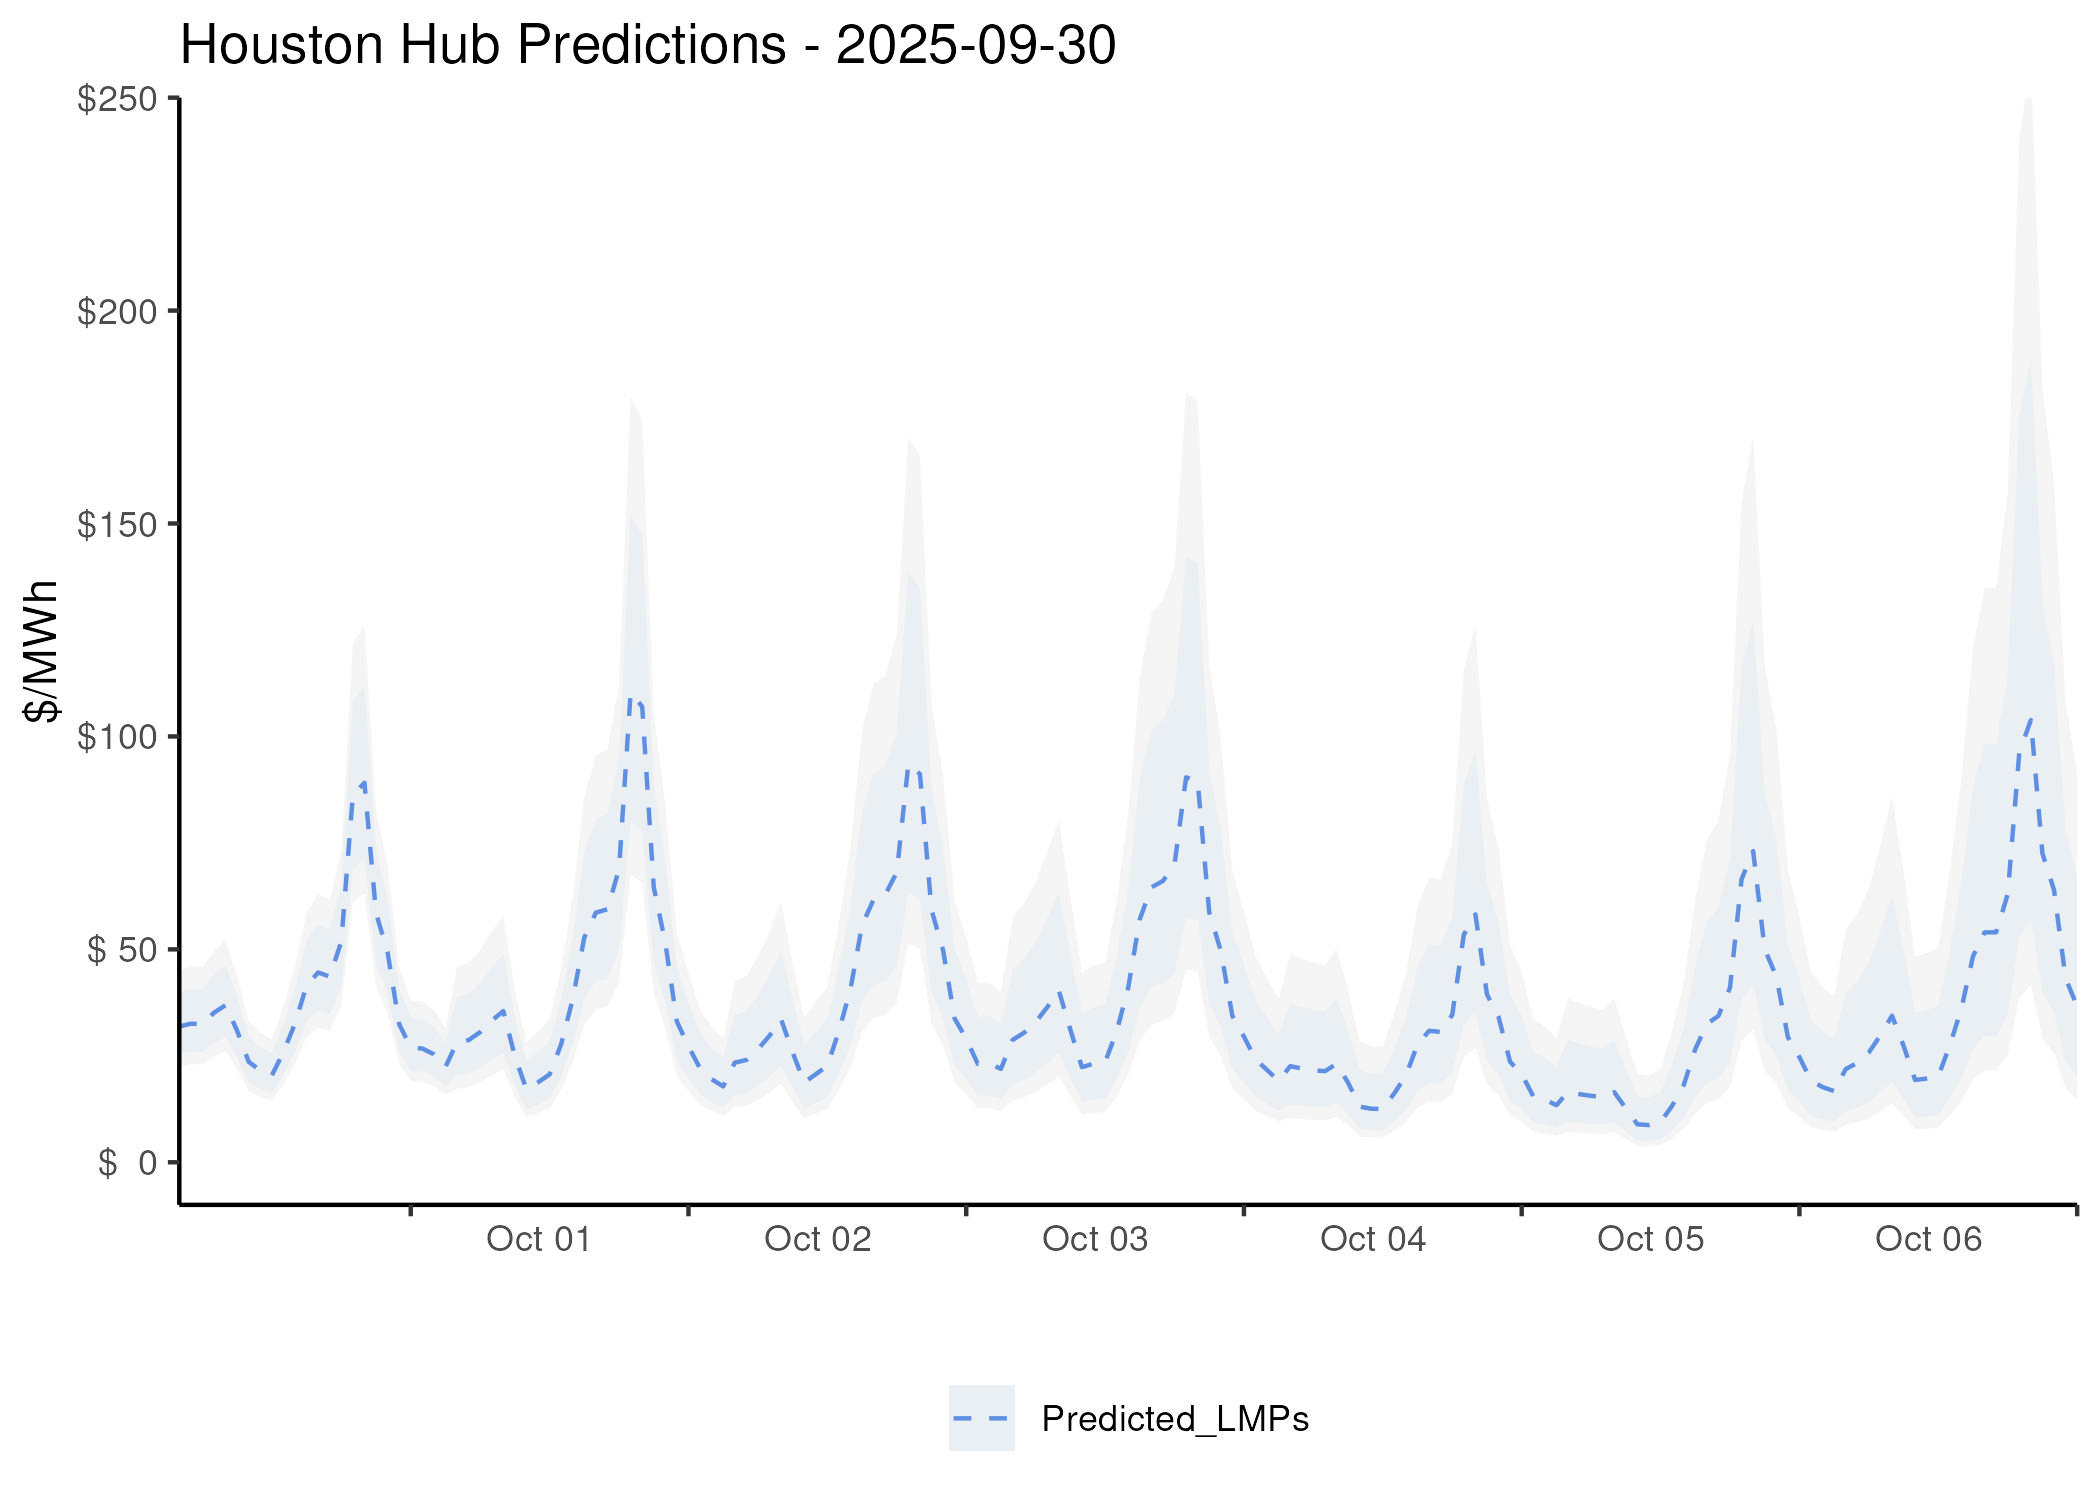 Houston Hub Predictions - 2025-09-30
$250
$200
$150
$100
$ 50
$  0
$/MWh
Oct 01
Oct 02
Oct 03
Oct 04
Oct 05
Oct 06
Predicted_LMPs